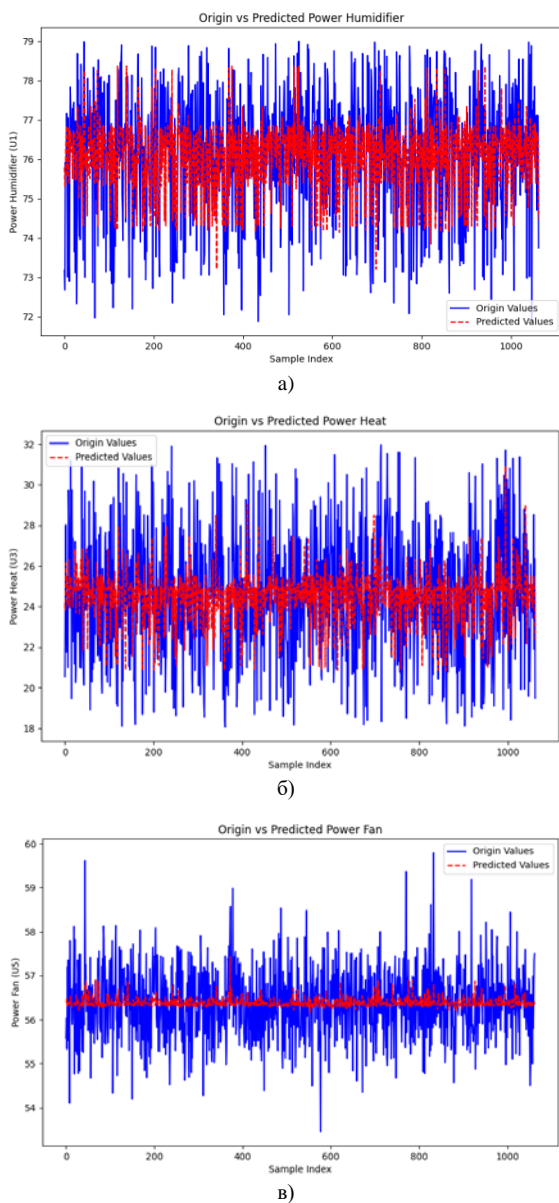 Origin vs Predicted Power Humidifier
79
78
77
76
75
74
73
72
Power Humidifier (U1)
Origin Values
Predicted Values
0
200
400
600
800
1000
Sample Index
а)
Origin vs Predicted Power Heat
Origin Values
Predicted Values
32
30
28
26
24
22
20
18
Power Heat (U3)
0
200
400
600
800
1000
Sample Index
б)
Origin vs Predicted Power Fan
60
59
58
57
56
55
54
Origin Values
Predicted Values
Power Fan (U5)
0
200
400
600
800
1000
Sample Index
в)